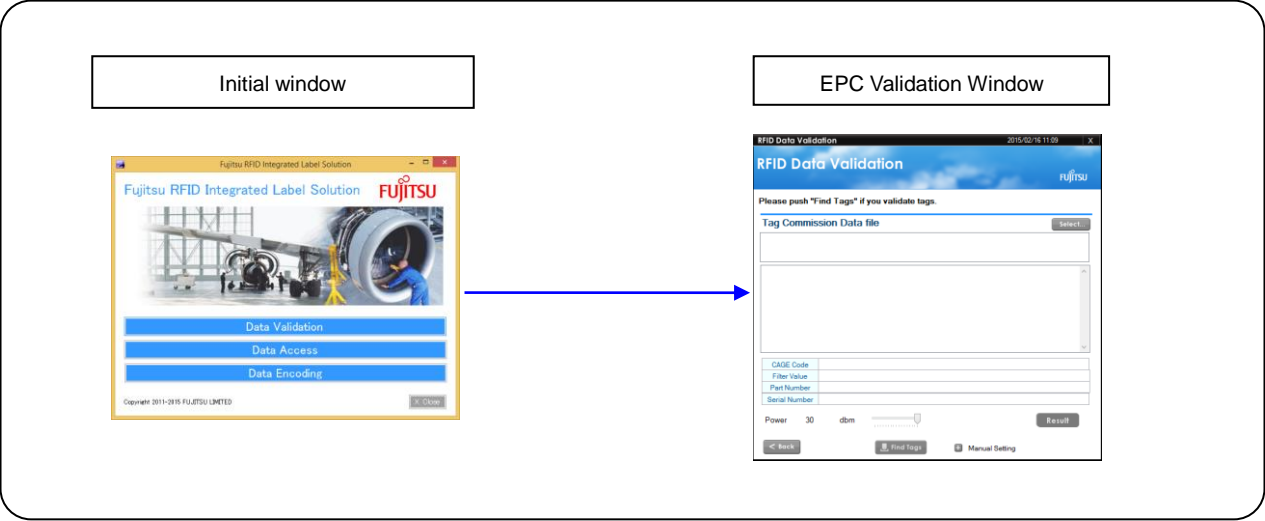 Initial window
EPC Validation Window
Fujitsu RFID Integrated Label Solution
Fujitsu RFID Integrated Label Solution
FUJITSU
Data Validation
Data Access
Data Encoding
Copyright 2011-2015 FUJITSU LIMITED
X Close
RFID Data Validation 2015/02/16 11:09 X
RFID Data Validation
FUJITSU
Please push "Find Tags" if you validate tags.
Tag Commission Data file Select..
CAGE Code
Filter Value
Part Number
Serial Number
Power 30 dbm Result
< Back Find Tags + Manual Setting